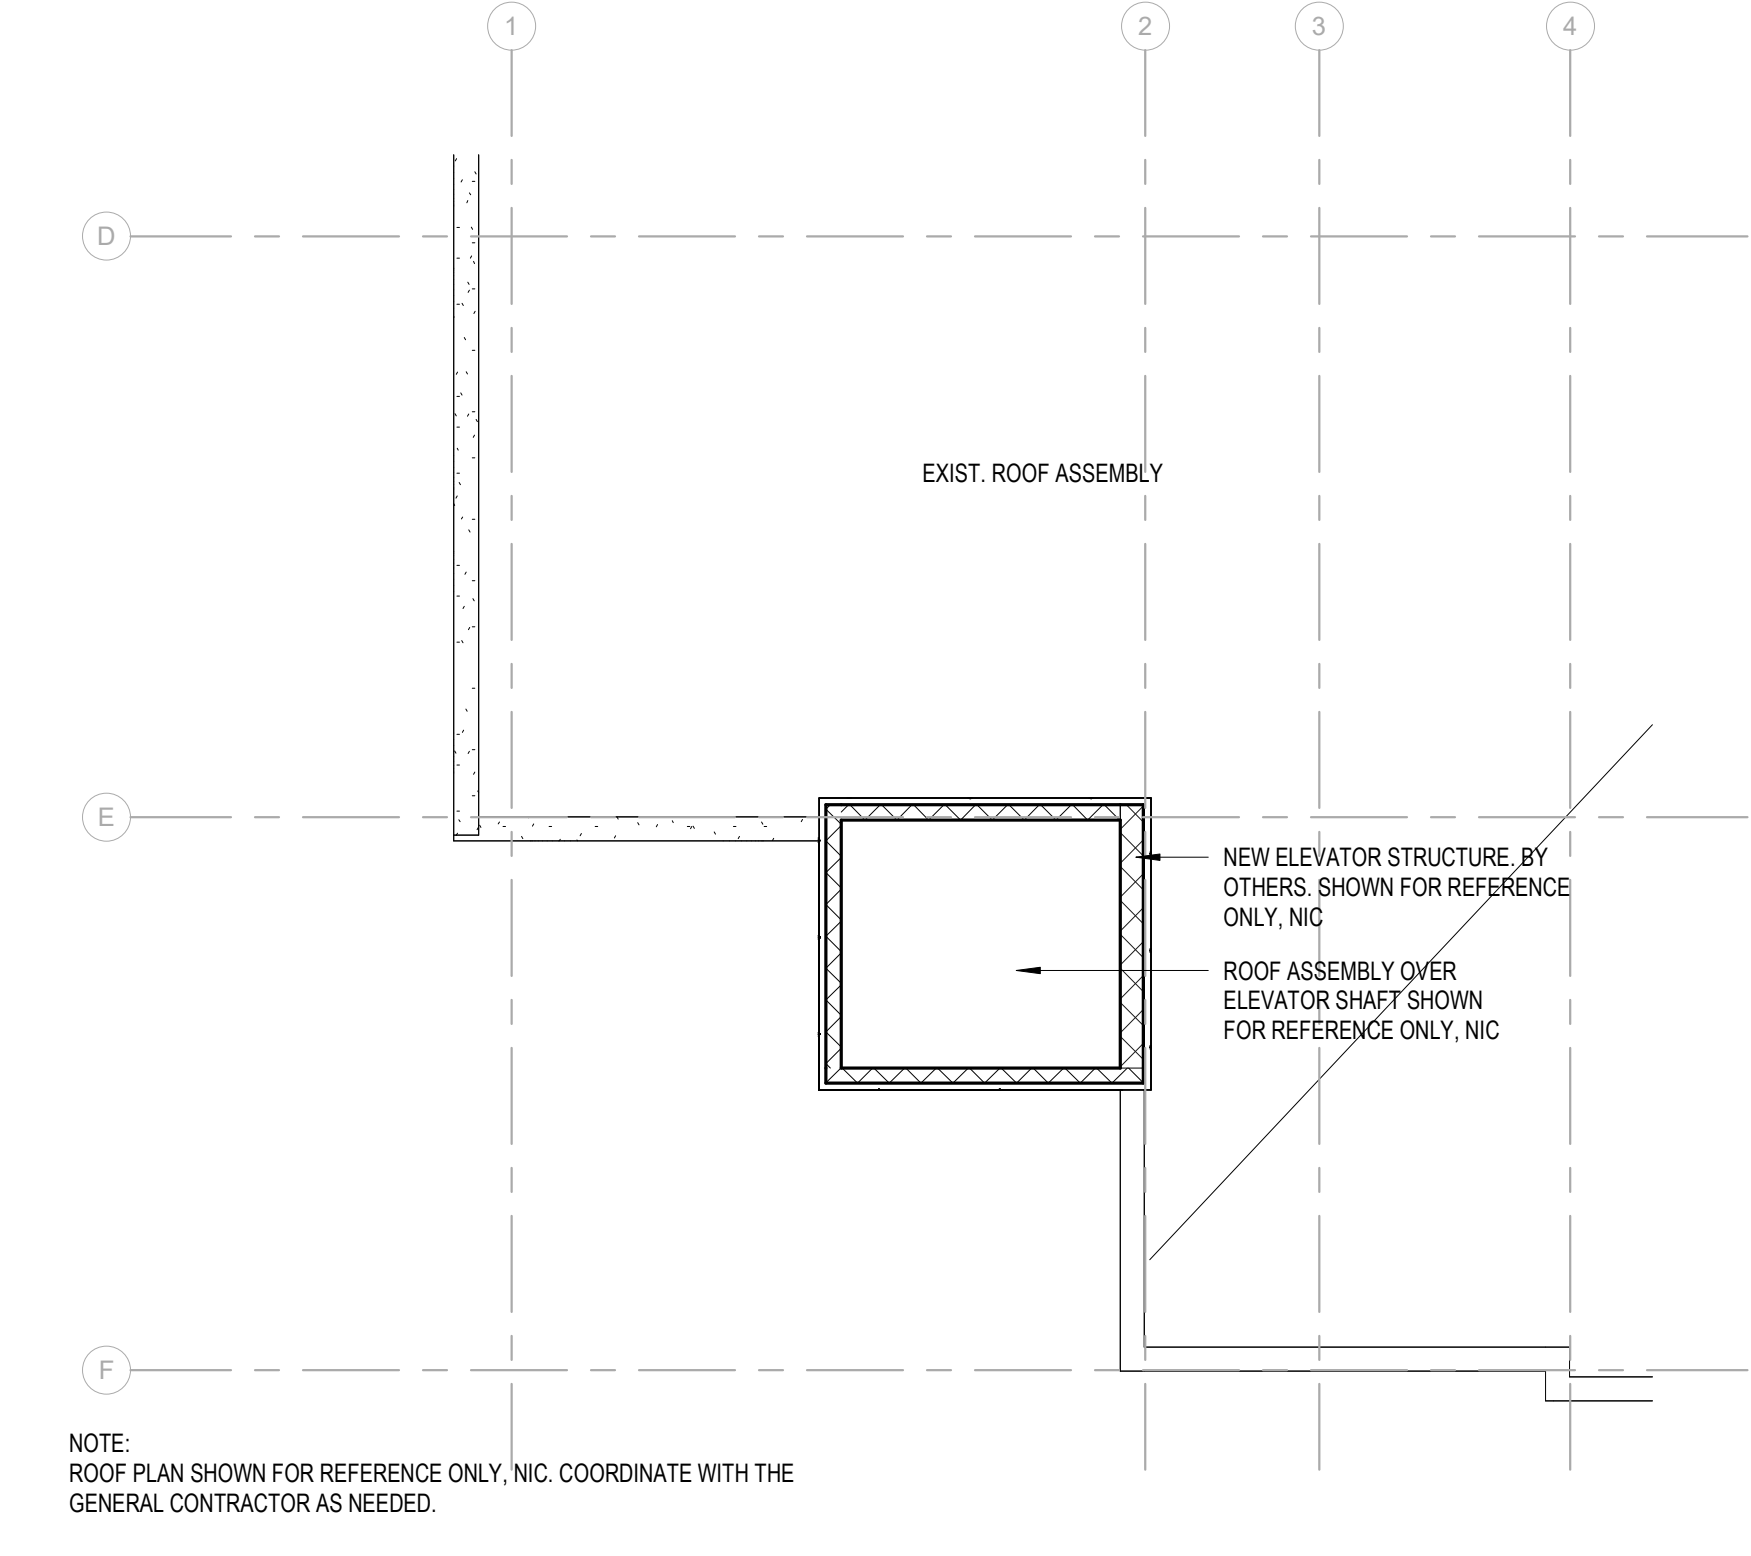 1
2
3
4
D
EXIST. ROOF ASSEMBLY
E
NEW ELEVATOR STRUCTURE. BY
OTHERS. SHOWN FOR REFERENCE
ONLY, NIC
ROOF ASSEMBLY OVER
ELEVATOR SHAFT SHOWN
FOR REFERENCE ONLY, NIC
F
NOTE:
ROOF PLAN SHOWN FOR REFERENCE ONLY, NIC. COORDINATE WITH THE
GENERAL CONTRACTOR AS NEEDED.